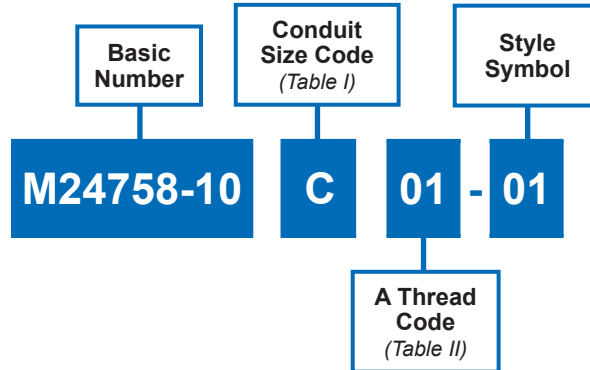 Basic
Number
Conduit
Size Code
(Table I)
Style
Symbol
M24758-10 C 01 - 01
A Thread
Code
(Table II)